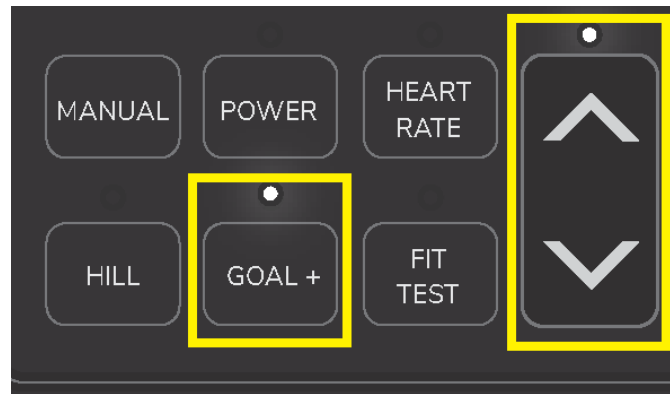 MANUAL
POWER
HEART
RATE
HILL
GOAL +
FIT
TEST